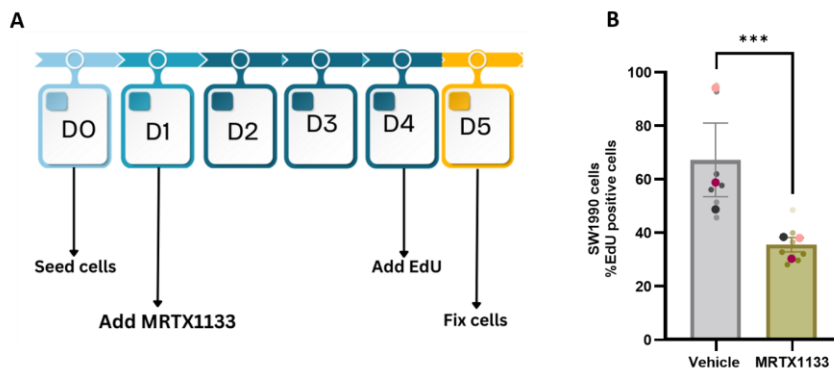 A
D0
D1
D2
D3
D4
D5
Seed cells
Add MRTX1133
Add EdU
Fix cells
B
***
SW1990 cells
%EdU positive cells
100
80
60
40
20
0
Vehicle
MRTX1133